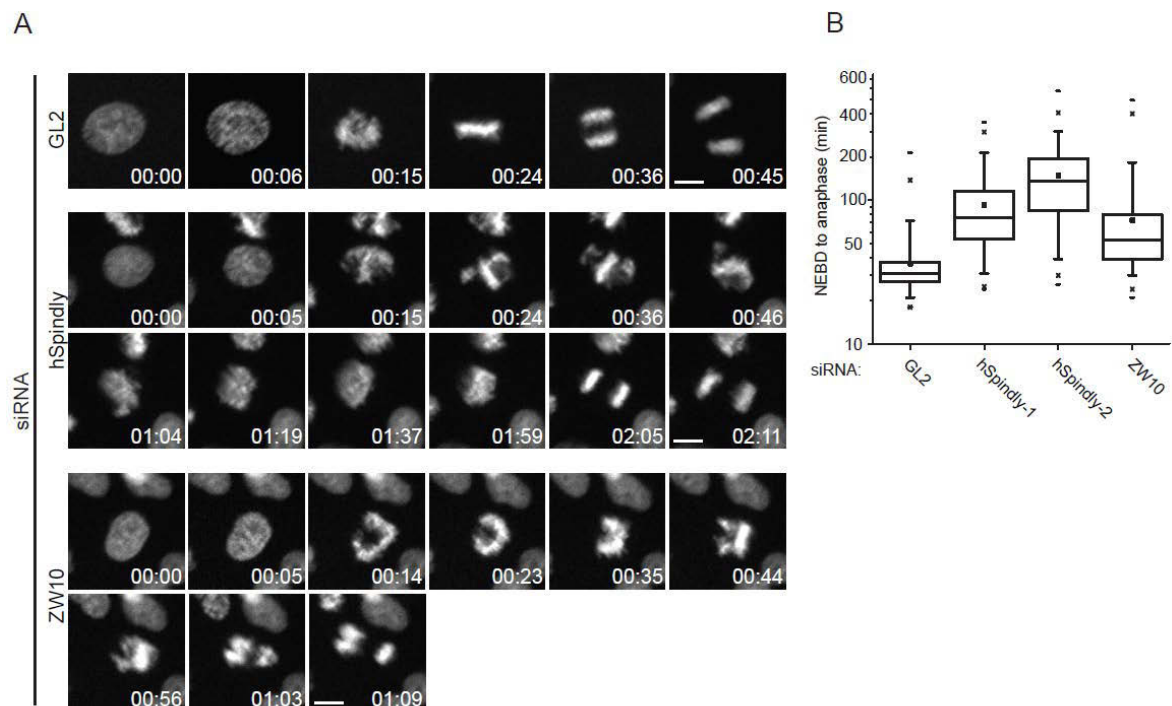 A
siRNA
GL2
00:00 00:06 00:15 00:24 00:36 00:45
hSpindly
00:00 00:05 00:15 00:24 00:36 00:46
01:04 01:19 01:37 01:59 02:05 02:11
ZW10
00:00 00:05 00:14 00:23 00:35 00:44
00:56 01:03 01:09
B
NEBD to anaphase (min)
600
400
200
100
50
10
siRNA:
GL2
hSpindly-1
hSpindly-2
ZW10